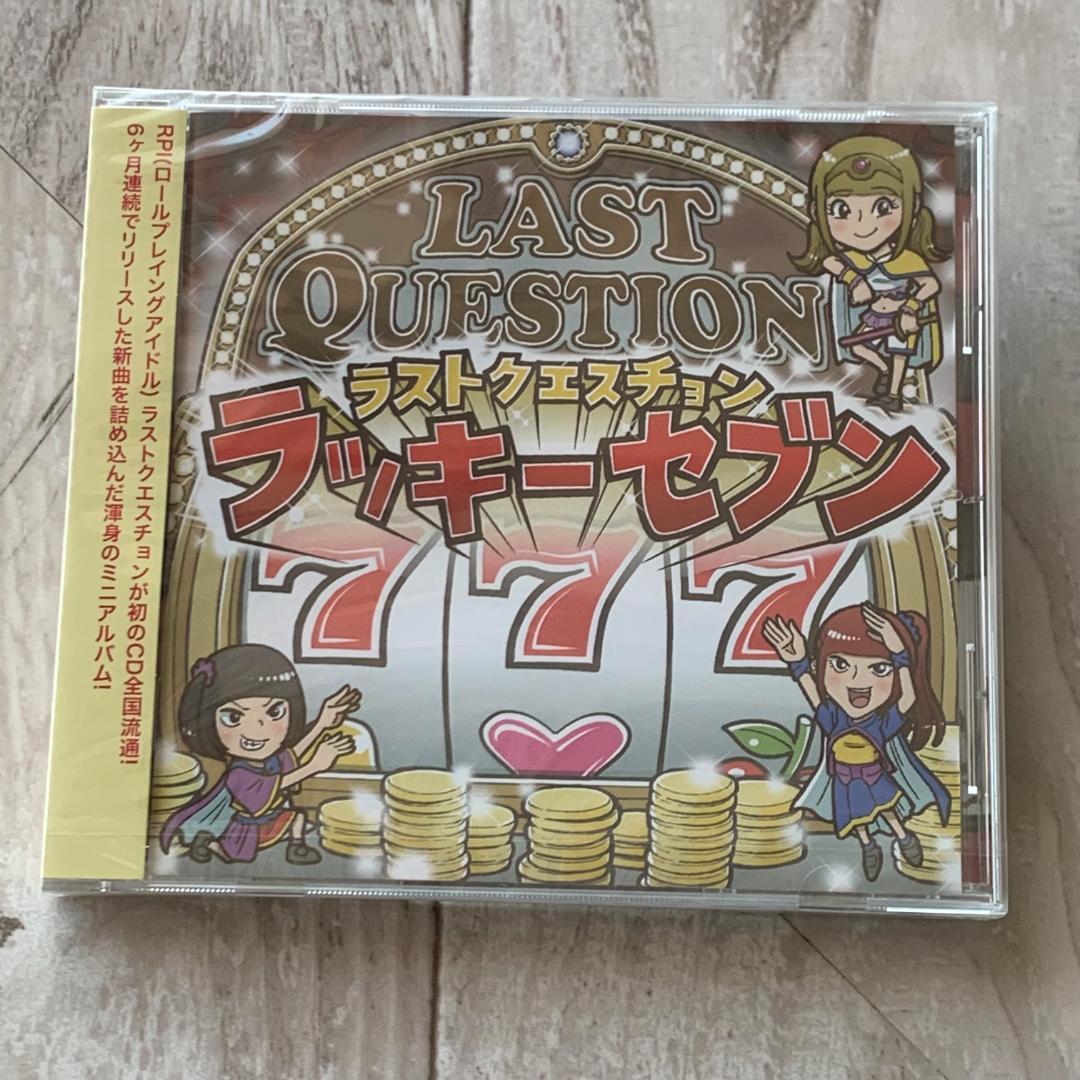 RPI(ロールプレイングアイドル) ラストクエスチョンが初のCD全国流通!
6ヶ月連続でリリースした新曲を詰め込んだ渾身のミニアルバム!
LAST
QUESTION
ラストクエスチョン
ラッキーセブン
777